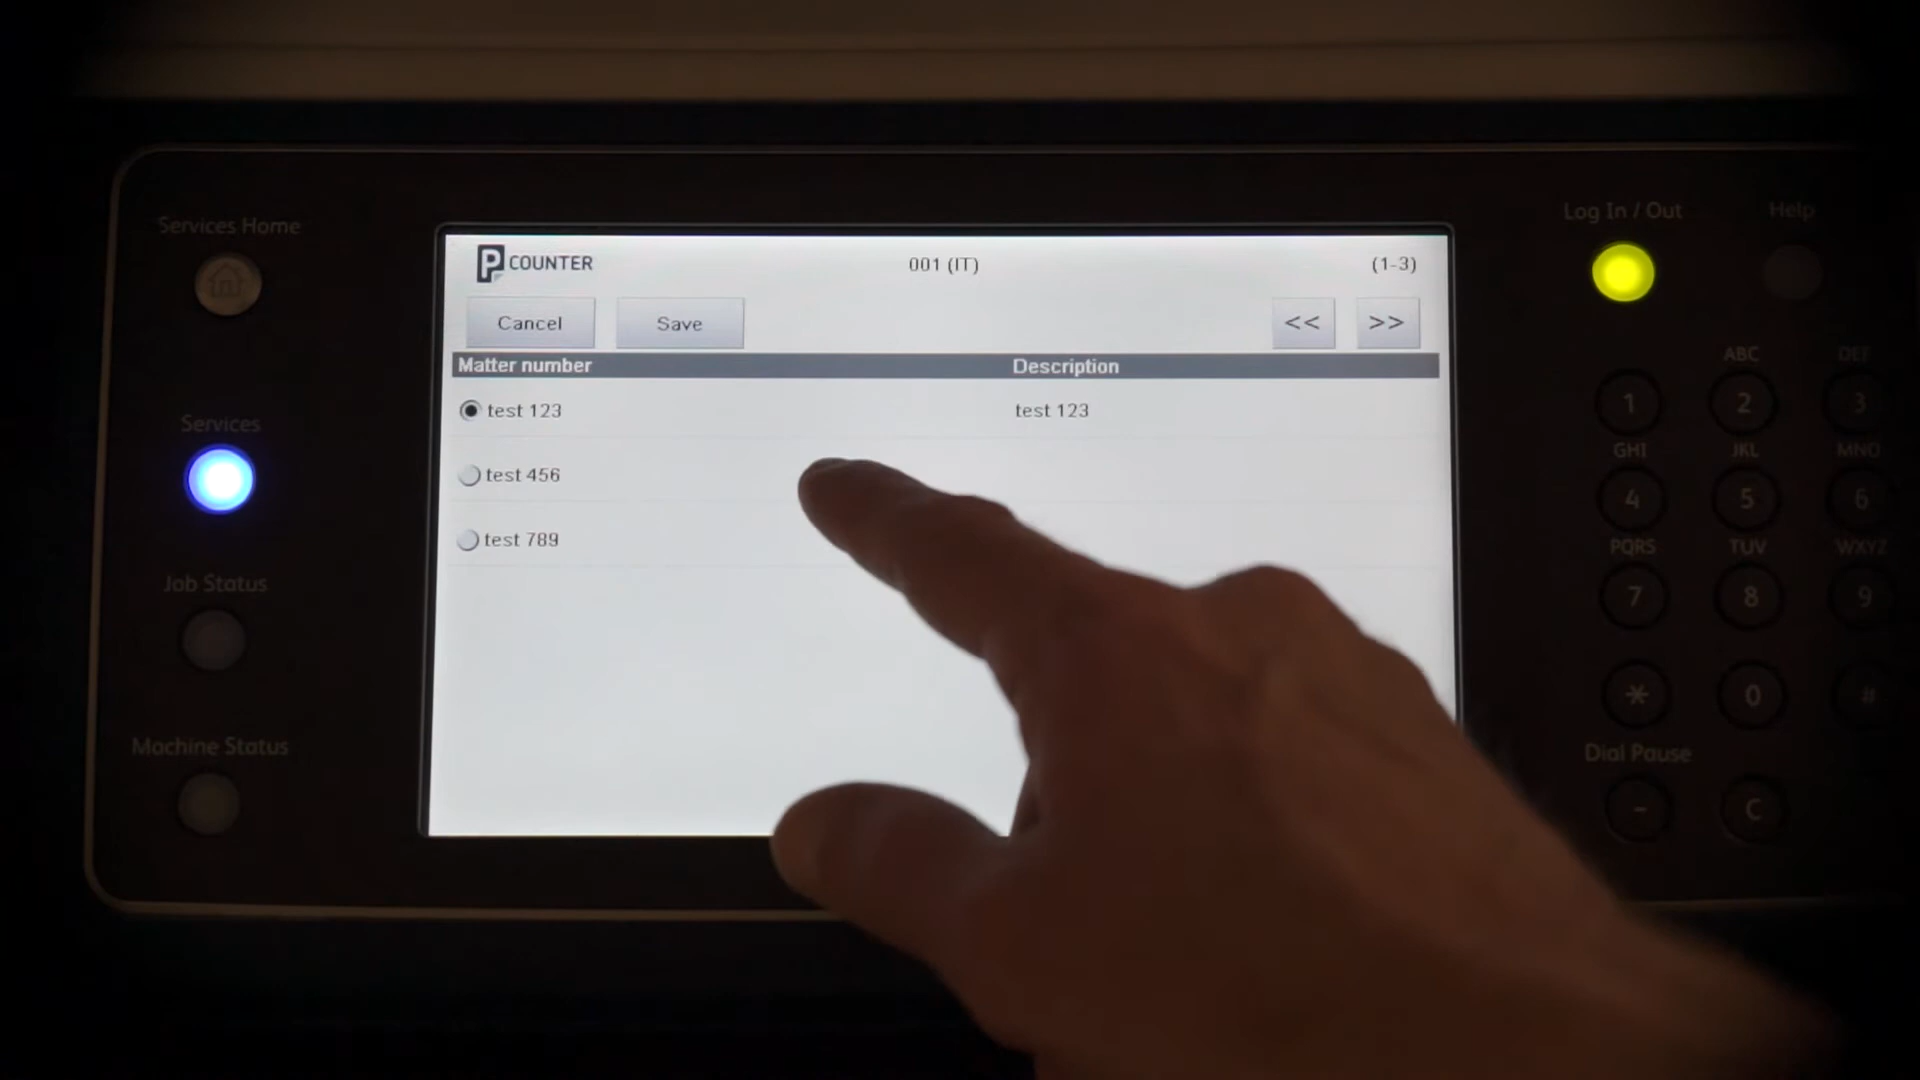 Services Home
Log In / Out
Help
P COUNTER
001 (IT)
(1-3)
Cancel
Save
<<
>>
Matter number
Description
test 123
test 123
test 456
test 789
Services
Job Status
Machine Status
ABC
DEF
1
2
3
GHI
JKL
MNO
4
5
6
PQRS
TUV
WXYZ
7
8
9
*
0
#
Dial Pause
-
C